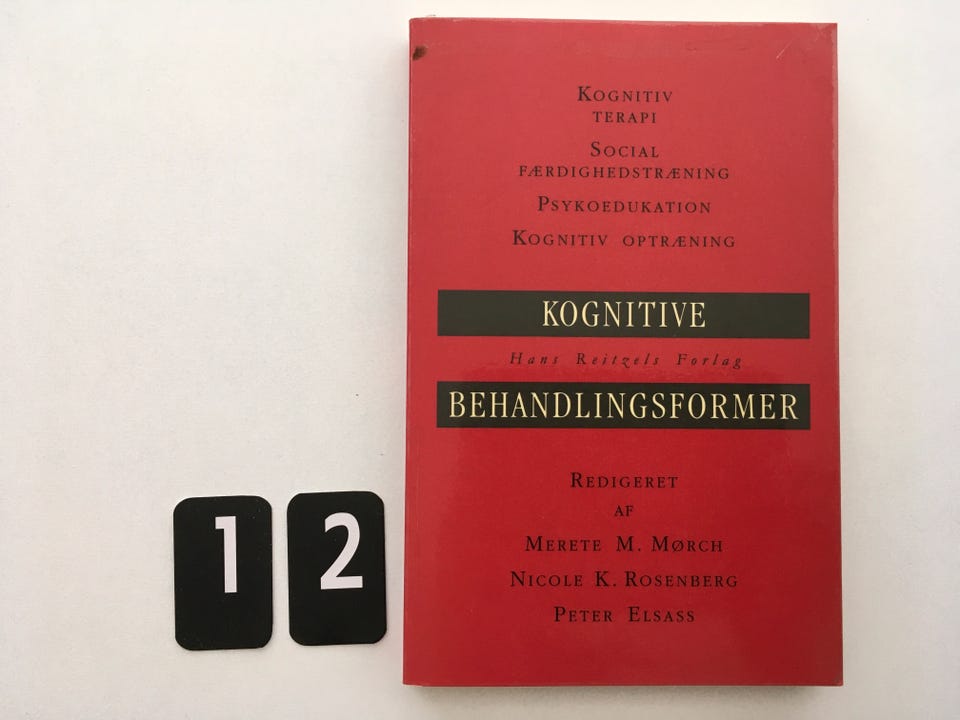 KOGNITIV
TERAPI
SOCIAL
FÆRDIGHEDSTRÆNING
PSYKOEDUKATION
KOGNITIV OPTRÆNING
KOGNITIVE
Hans Reitzels Forlag
BEHANDLINGSFORMER
REDIGERET
AF
MERETE M. MØRCH
NICOLE K. ROSENBERG
PETER ELSASS
1 2